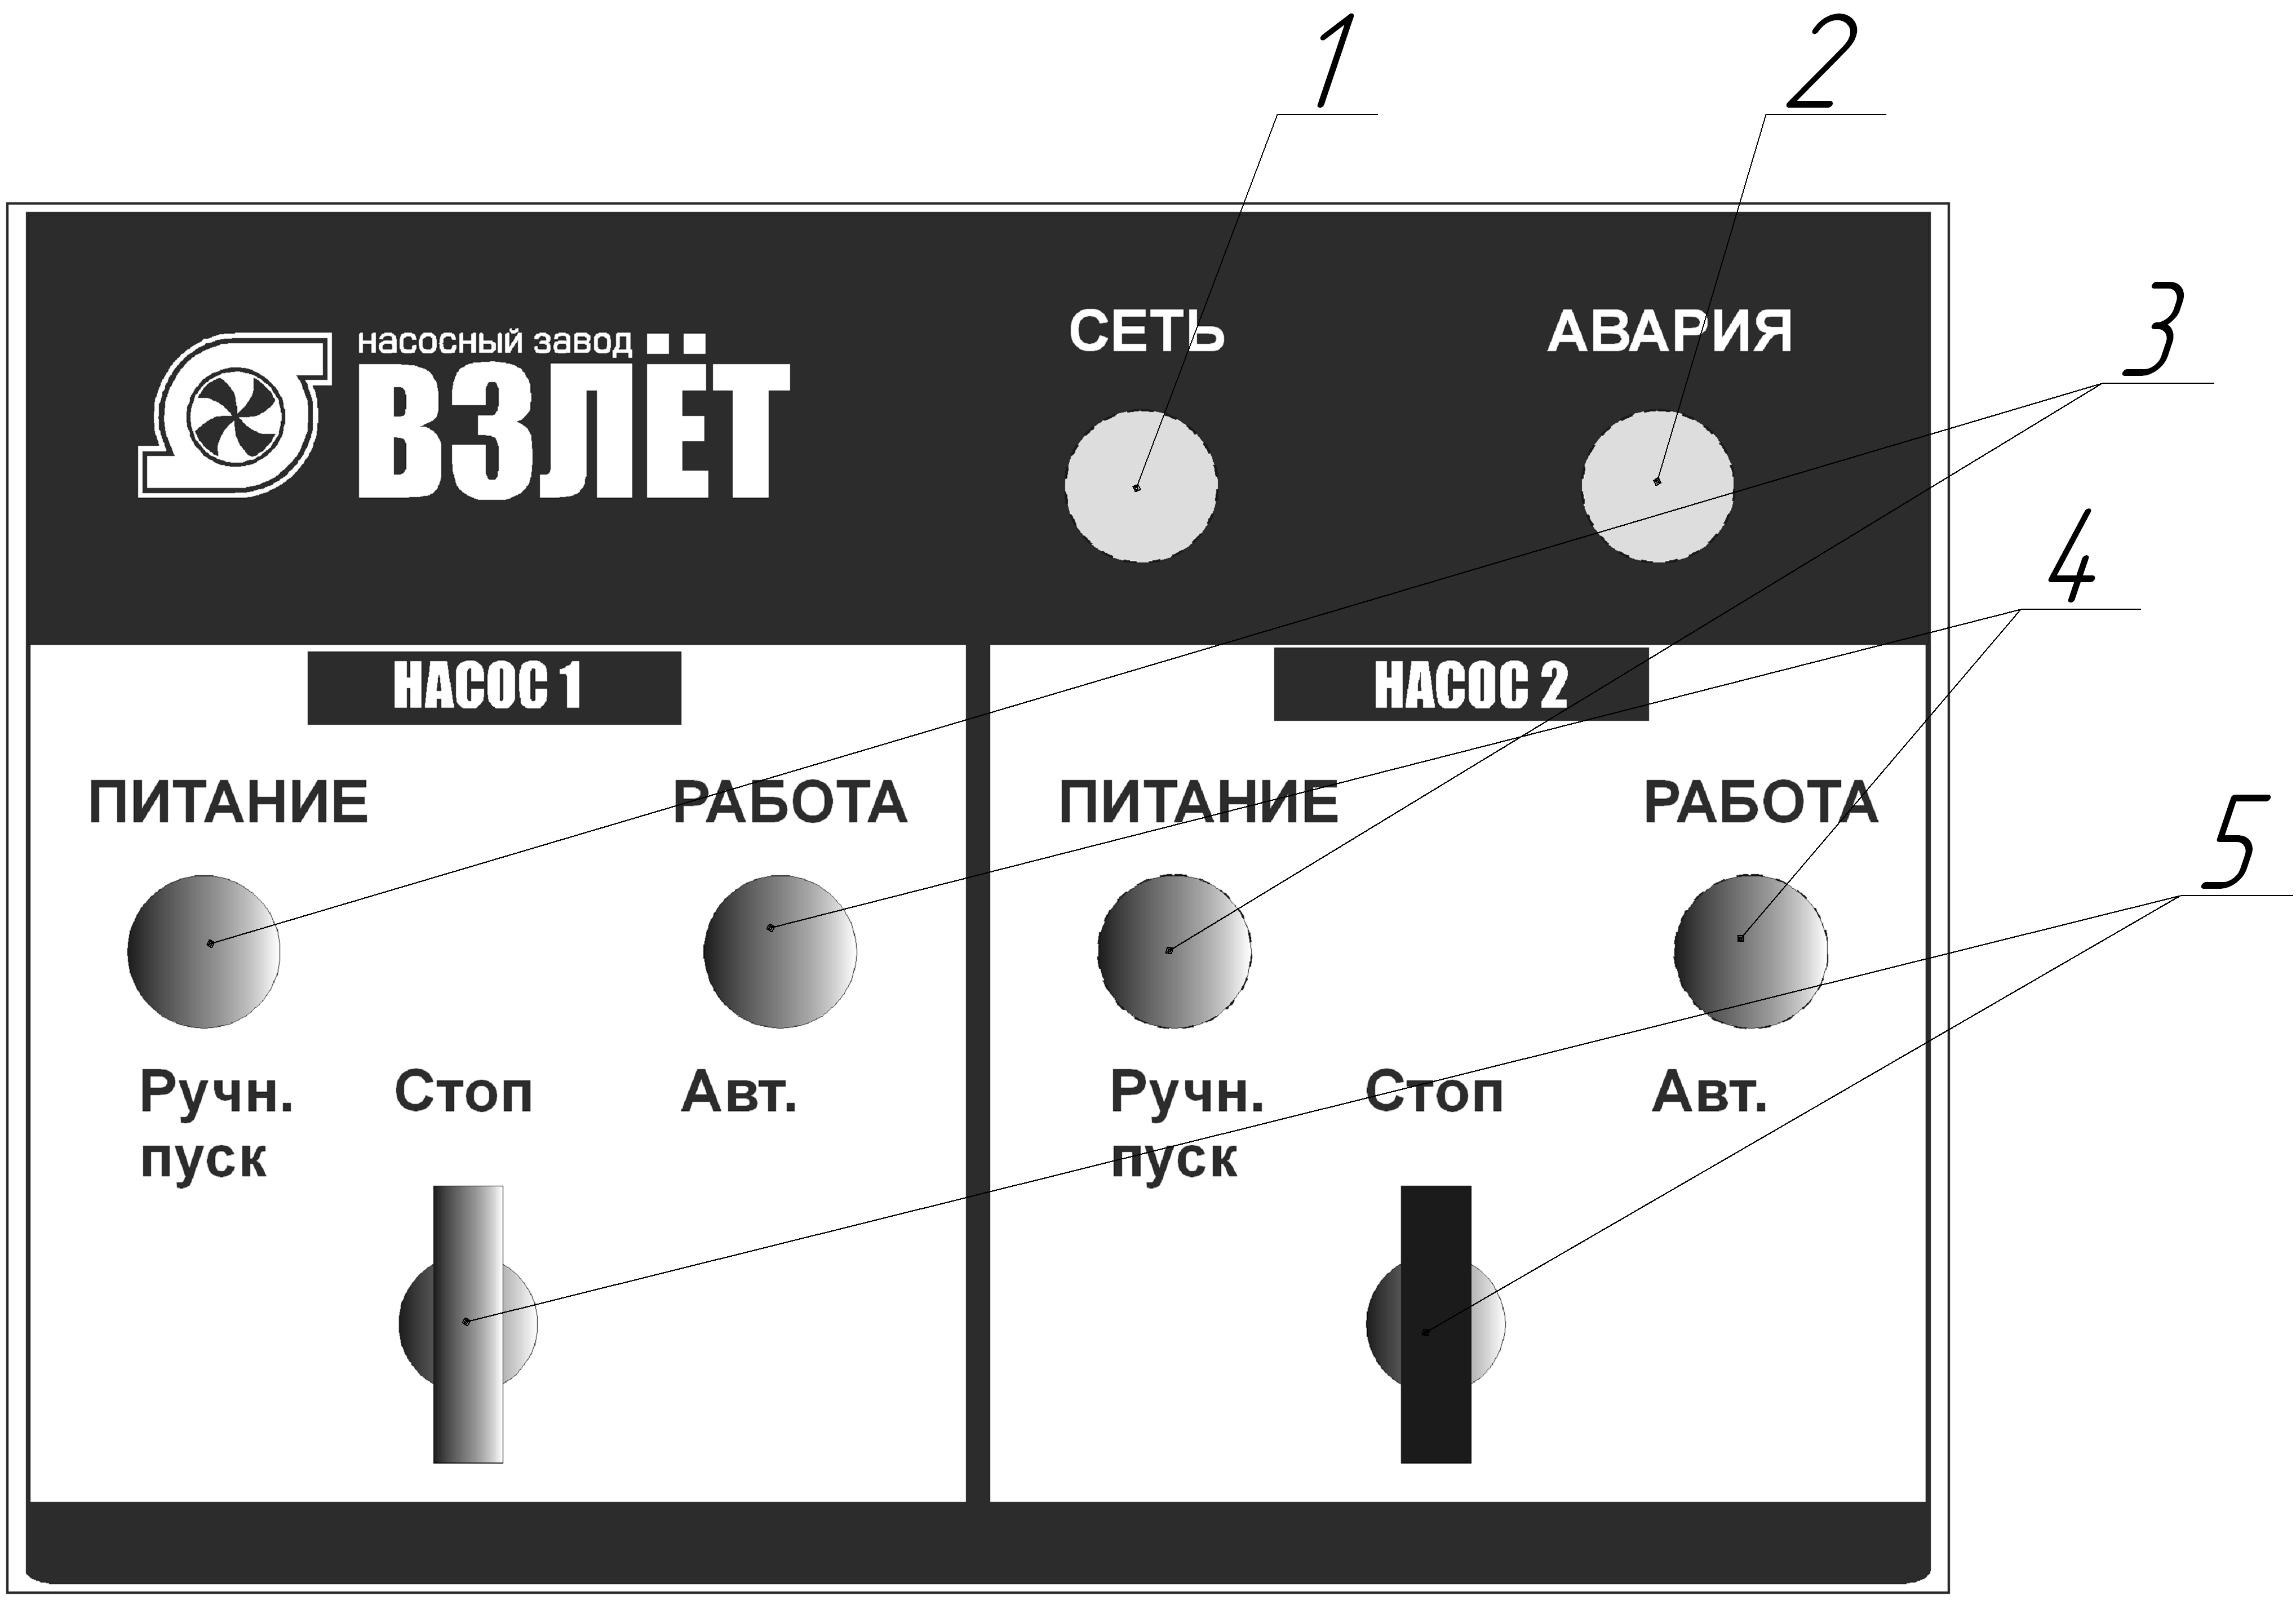 1
2
3
4
5
насосный завод
ВЗЛЁТ
СЕТЬ
АВАРИЯ
НАСОС 1
НАСОС 2
ПИТАНИЕ
РАБОТА
ПИТАНИЕ
РАБОТА
Ручн.
пуск
Стоп
Авт.
Ручн.
пуск
Стоп
Авт.